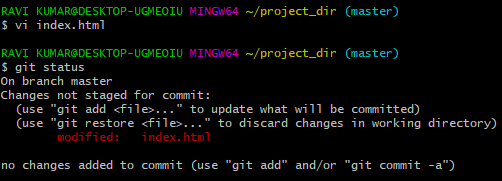 RAVI KUMAR@DESKTOP-UGMEOIU MINGW64 ~/project_dir (master)
$ vi index.html
RAVI KUMAR@DESKTOP-UGMEOIU MINGW64 ~/project_dir (master)
$ git status
On branch master
Changes not staged for commit:
  (use "git add <file>..." to update what will be committed)
  (use "git restore <file>..." to discard changes in working directory)
        modified:   index.html
no changes added to commit (use "git add" and/or "git commit -a")